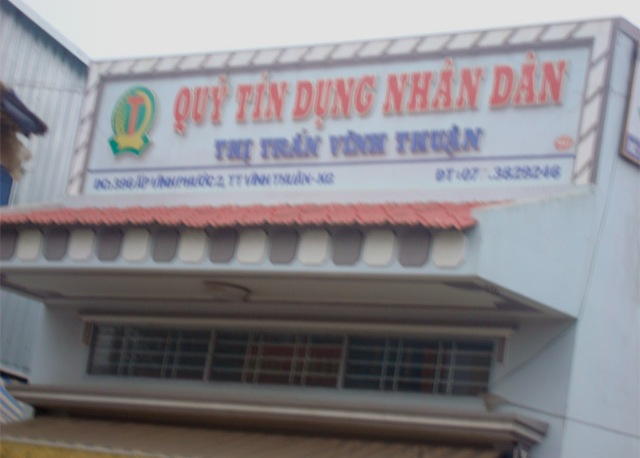 QUỸ TÍN DỤNG NHÂN DÂN
THỊ TRẤN VĨNH THUẬN
ĐC: 396 ẤP VĨNH PHƯỚC 2, TT VĨNH THUẬN-KG
ĐT: 3829246